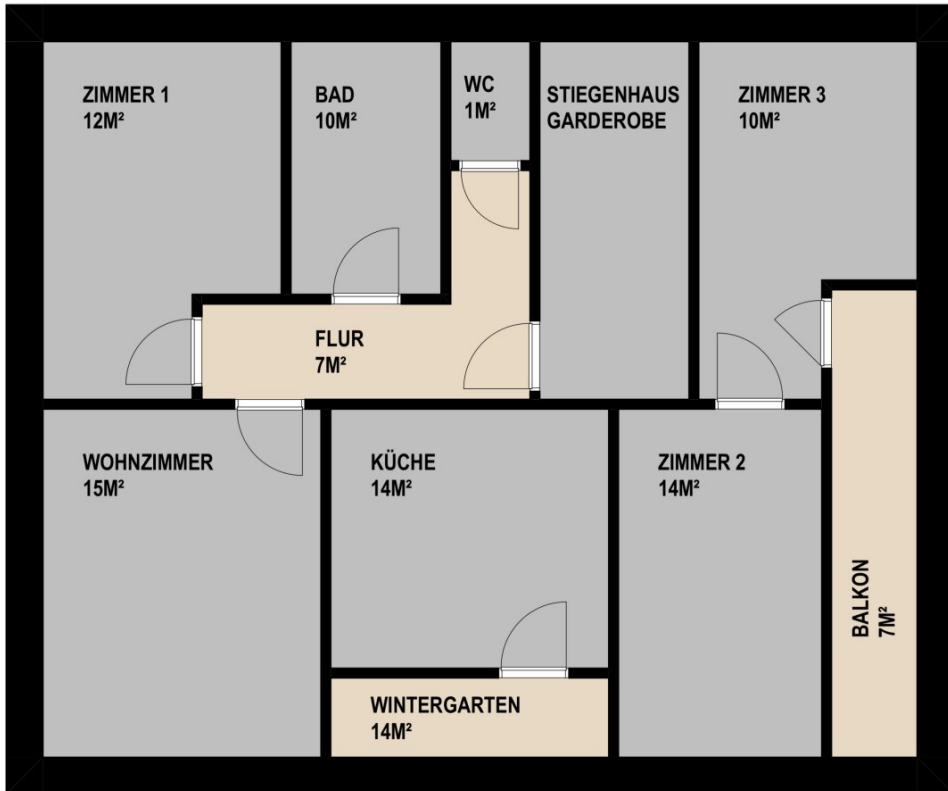 ZIMMER 1
12M²
BAD
10M²
WC
1M²
STIEGENHAUS
GARDEROBE
ZIMMER 3
10M²
FLUR
7M²
WOHNZIMMER
15M²
KÜCHE
14M²
ZIMMER 2
14M²
BALKON
7M²
WINTERGARTEN
14M²